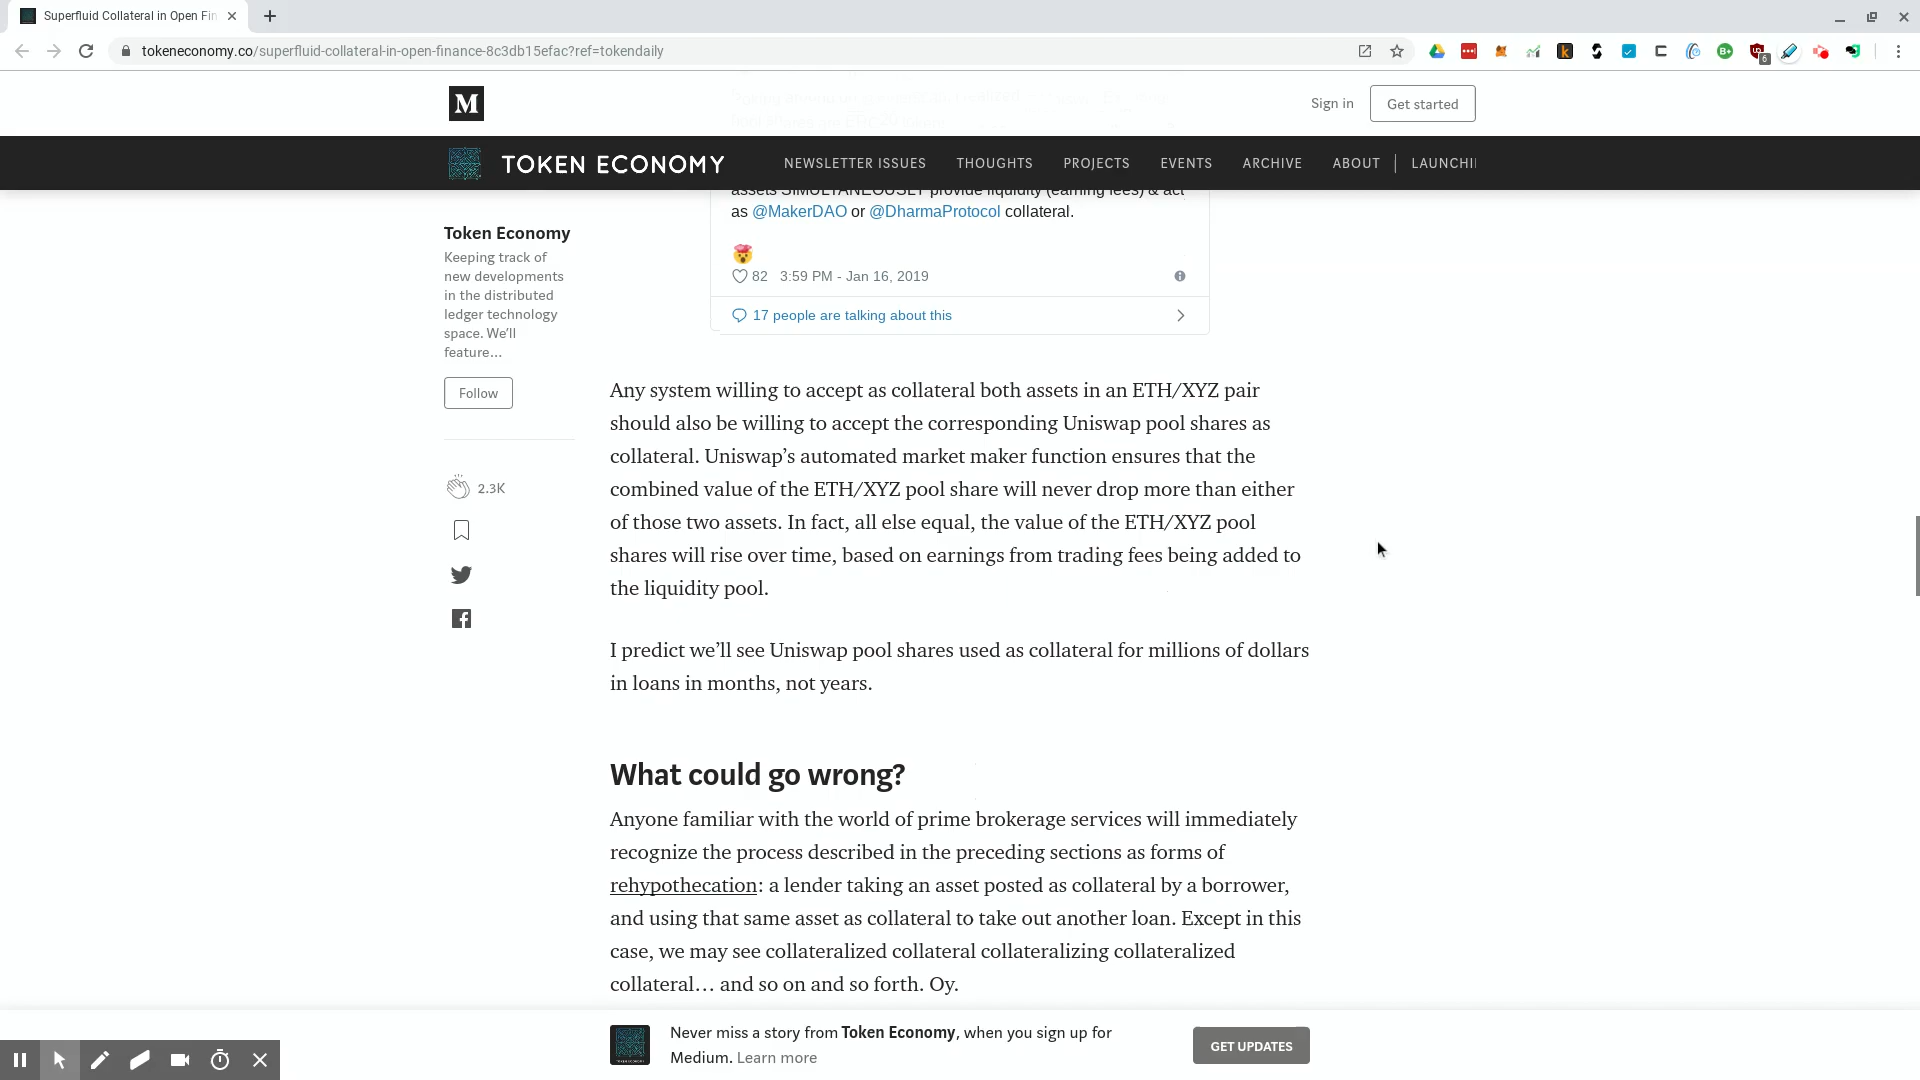 Superfluid Collateral in Open Fin
tokeneconomy.co/superfluid-collateral-in-open-finance-8c3db15efac?ref=tokendaily
6
M
Sign in
Get started
TOKEN ECONOMY
NEWSLETTER ISSUES
THOUGHTS
PROJECTS
EVENTS
ARCHIVE
ABOUT
LAUNCHI
assets SIMULTANEOUSLY provide liquidity (earning fees) & act
as @MakerDAO or @DharmaProtocol collateral.
82 3:59 PM - Jan 16, 2019
17 people are talking about this
Token Economy
Keeping track of
new developments
in the distributed
ledger technology
space. We'll
feature...
Follow
2.3K
Any system willing to accept as collateral both assets in an ETH/XYZ pair
should also be willing to accept the corresponding Uniswap pool shares as
collateral. Uniswap's automated market maker function ensures that the
combined value of the ETH/XYZ pool share will never drop more than either
of those two assets. In fact, all else equal, the value of the ETH/XYZ pool
shares will rise over time, based on earnings from trading fees being added to
the liquidity pool.
I predict we'll see Uniswap pool shares used as collateral for millions of dollars
in loans in months, not years.
What could go wrong?
Anyone familiar with the world of prime brokerage services will immediately
recognize the process described in the preceding sections as forms of
rehypothecation: a lender taking an asset posted as collateral by a borrower,
and using that same asset as collateral to take out another loan. Except in this
case, we may see collateralized collateral collateralizing collateralized
collateral... and so on and so forth. Oy.
Never miss a story from Token Economy, when you sign up for
Medium. Learn more
GET UPDATES